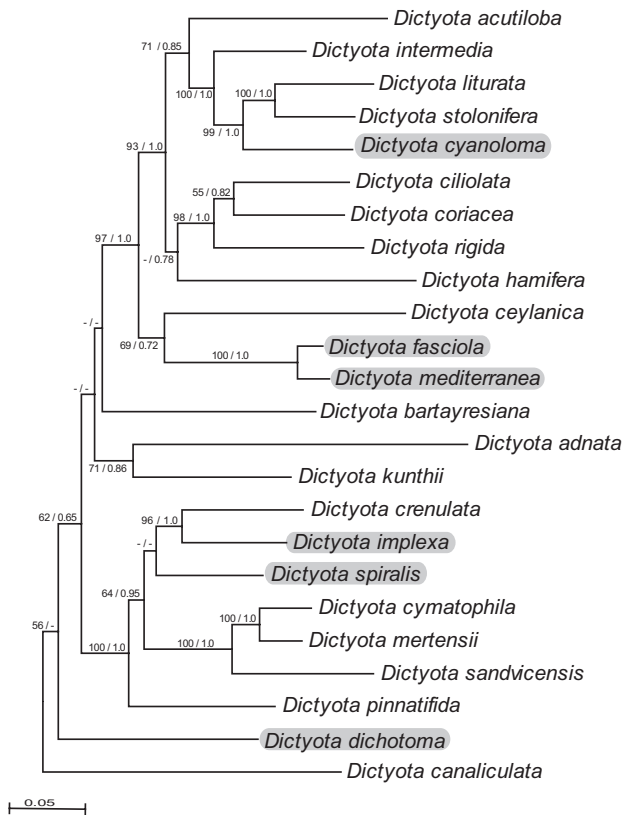 Dictyota acutiloba
71 / 0.85
Dictyota intermedia
Dictyota liturata
100 / 1.0
100 / 1.0
Dictyota stolonifera
99 / 1.0
Dictyota cyanoloma
93 / 1.0
Dictyota ciliolata
55 / 0.82
Dictyota coriacea
98 / 1.0
Dictyota rigida
97 / 1.0
- / 0.78
Dictyota hamifera
Dictyota ceylanica
- / -
69 / 0.72
Dictyota fasciola
100 / 1.0
Dictyota mediterranea
- / -
Dictyota bartayresiana
Dictyota adnata
71 / 0.86
Dictyota kunthii
Dictyota crenulata
62 / 0.65
96 / 1.0
Dictyota implexa
- / -
Dictyota spiralis
64 / 0.95
Dictyota cymatophila
100 / 1.0
56 / -
Dictyota mertensii
100 / 1.0
100 / 1.0
Dictyota sandvicensis
Dictyota pinnatifida
Dictyota dichotoma
Dictyota canaliculata
0.05